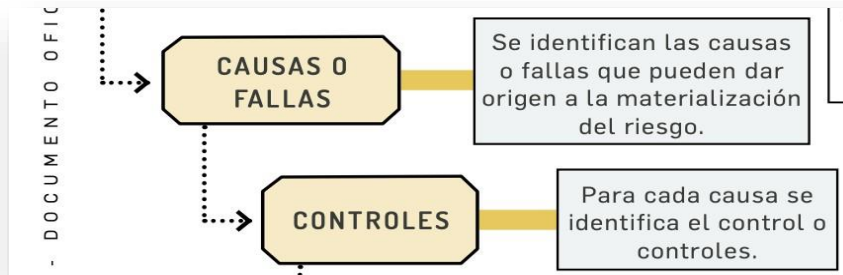 - DOCUMENTO OFIC
CAUSAS O
FALLAS
Se identifican las causas
o fallas que pueden dar
origen a la materialización
del riesgo.
CONTROLES
Para cada causa se
identifica el control o
controles.